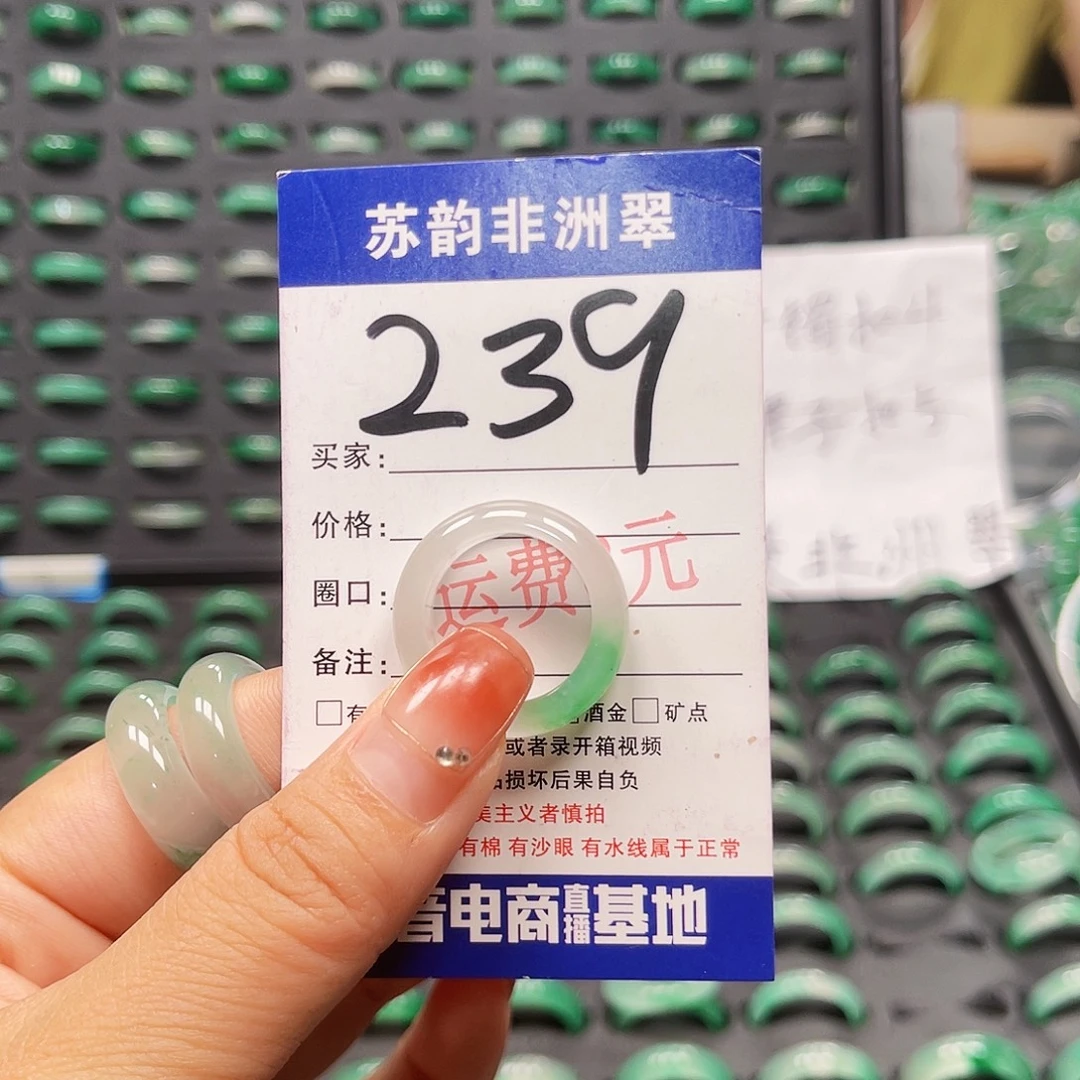 苏韵非洲翠
239
买家:
价格:
圈口:
运费 元
备注:
有 酒金 矿点
或者录开箱视频
损坏后果自负
美主义者慎拍
有棉 有沙眼 有水线属于正常
音电商直播基地
非洲